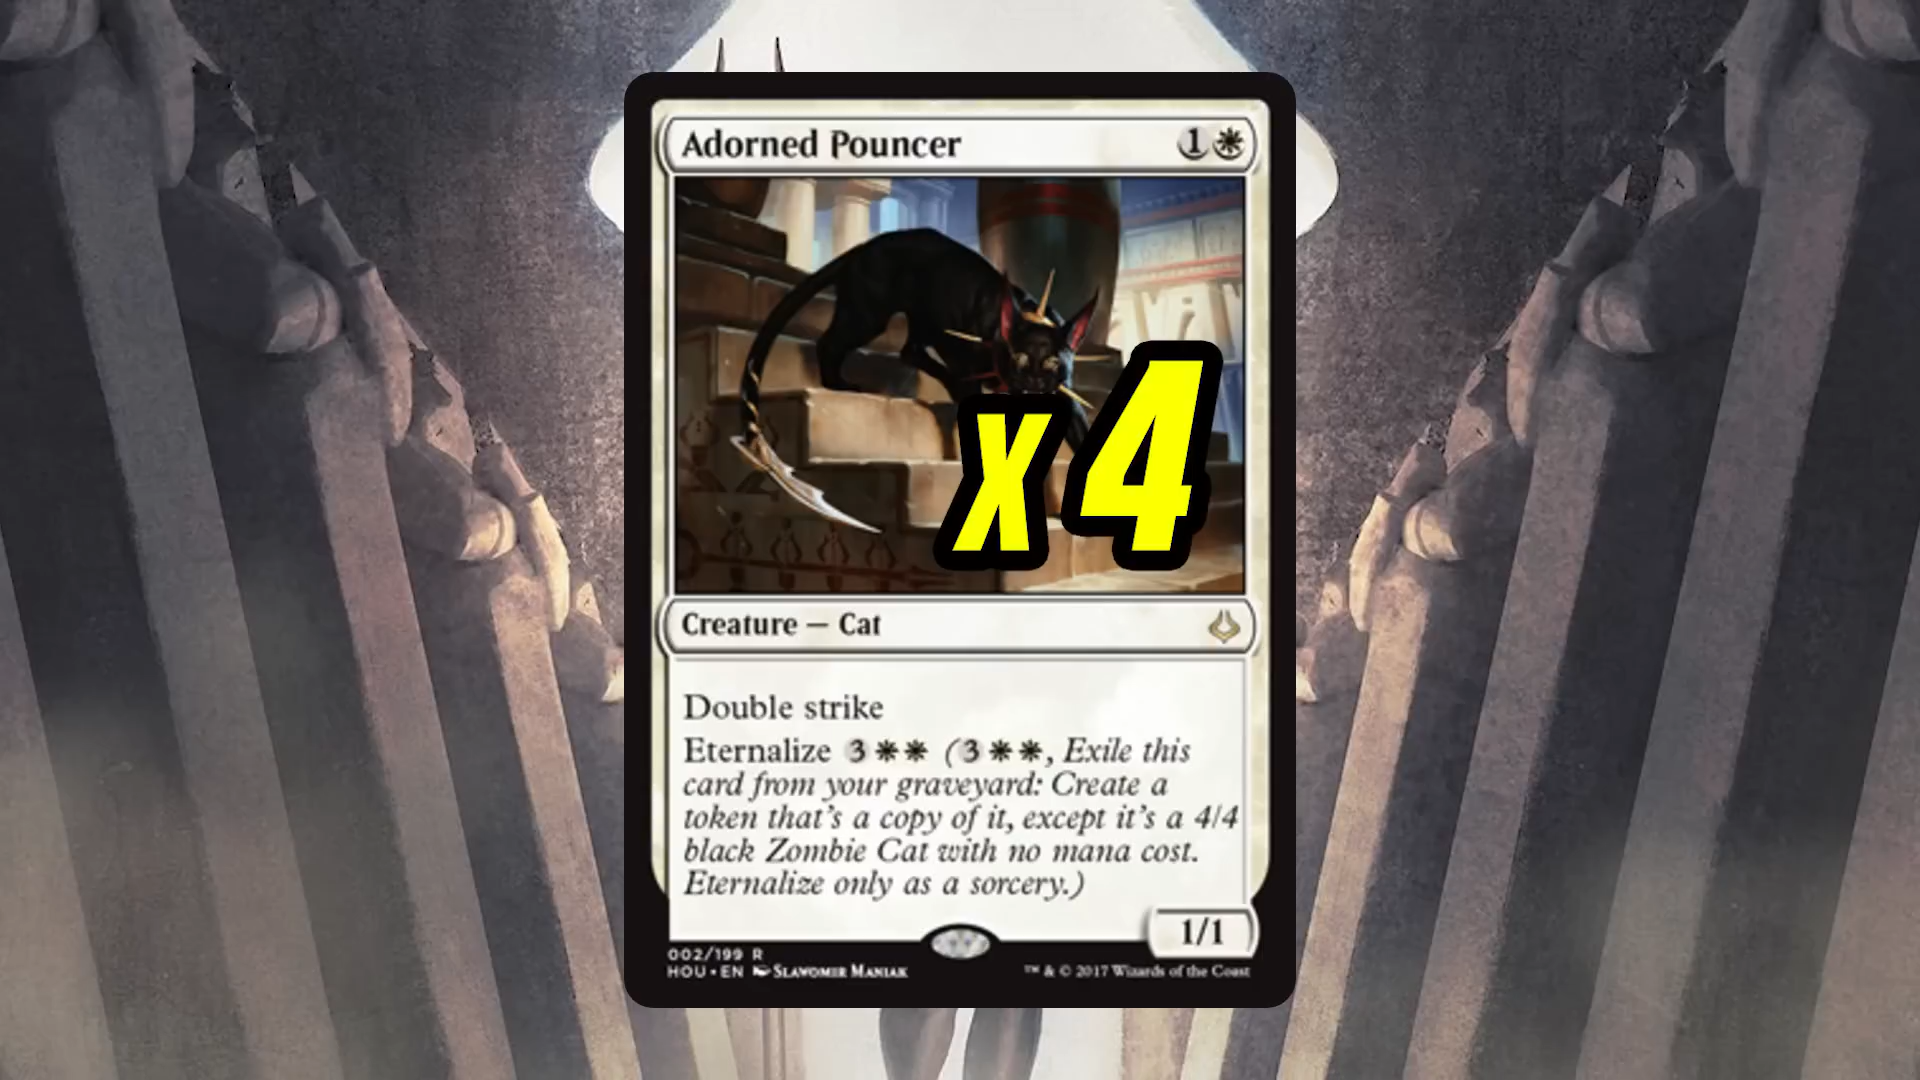 Adorned Pouncer 1
x4
Creature — Cat
Double strike
Eternalize 3 (3, Exile this
card from your graveyard: Create a
token that's a copy of it, except it's a 4/4
black Zombie Cat with no mana cost.
Eternalize only as a sorcery.)
1/1
002/199 R
HOU • EN Slawomir Maniak
™ & © 2017 Wizards of the Coast